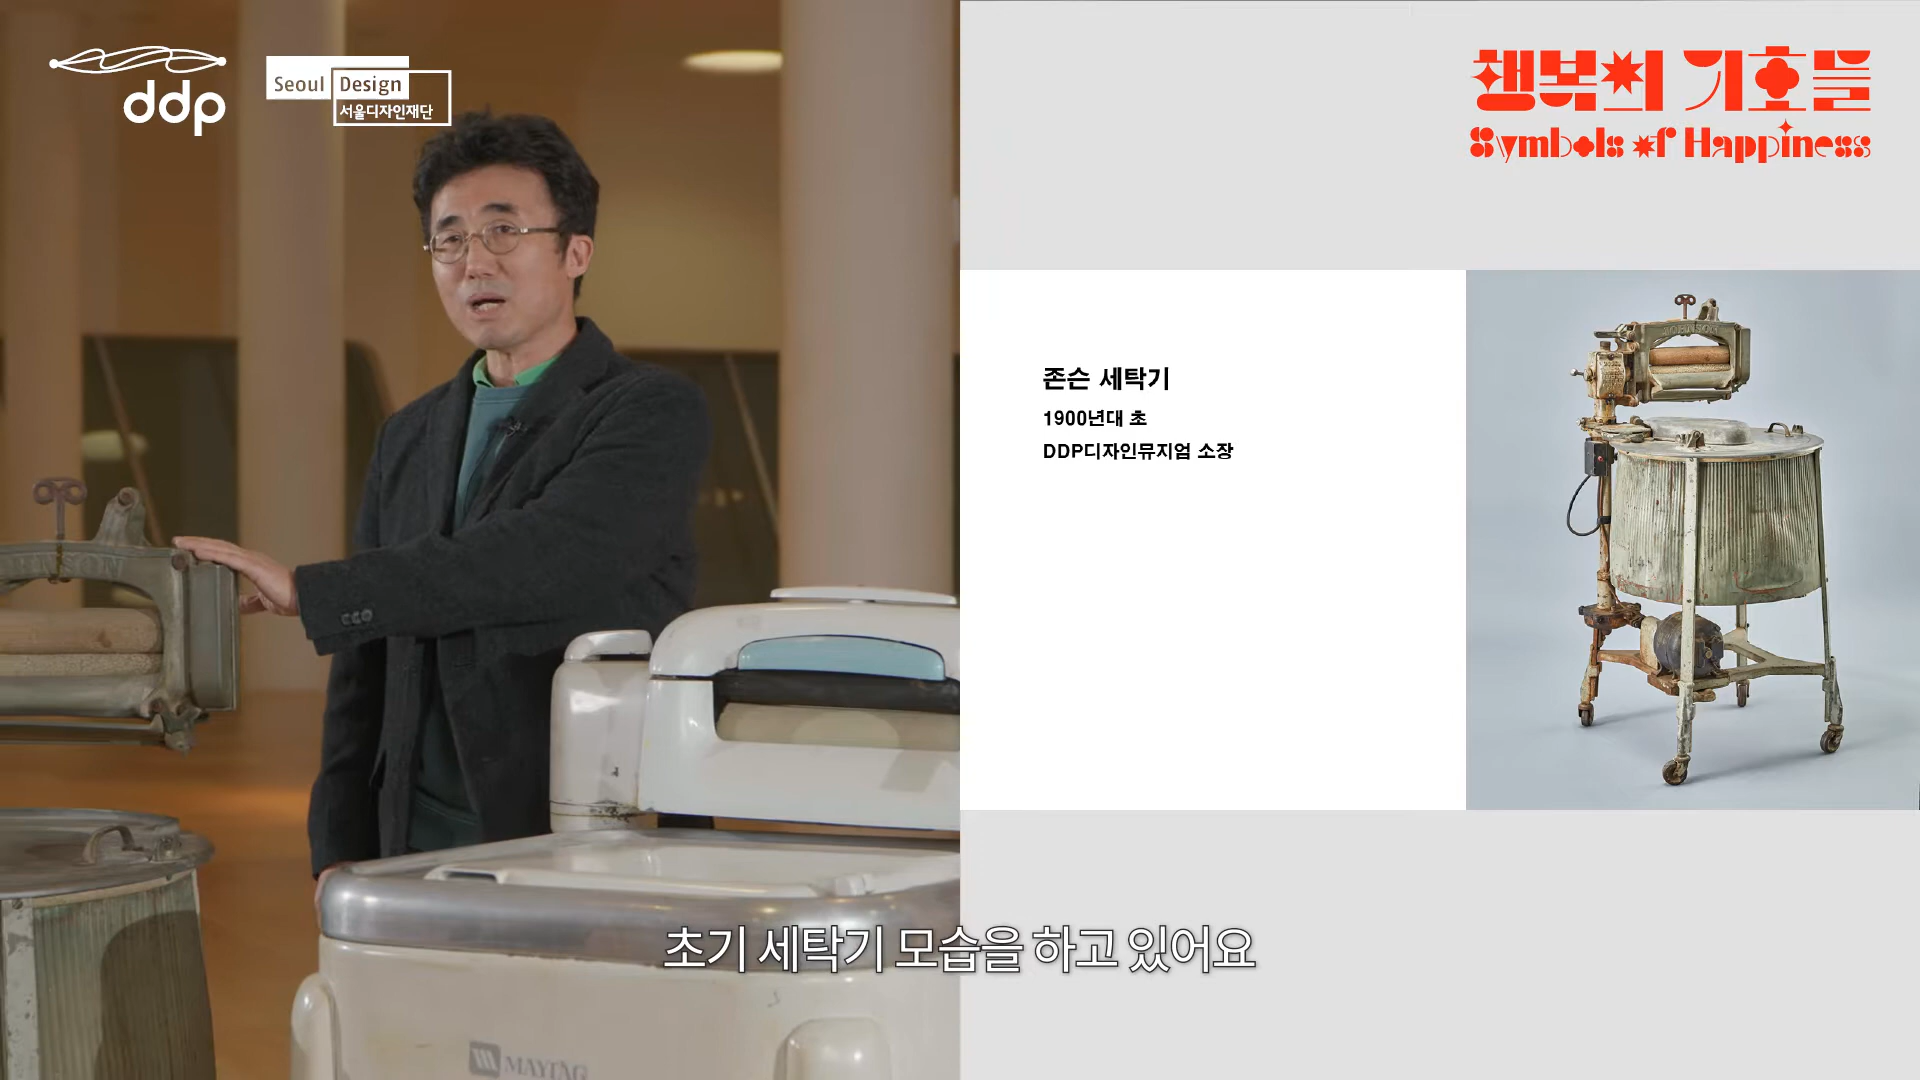 ddp
Seoul Design
서울디자인재단
행복의 기호들
Symbols of Happiness
존슨 세탁기
1900년대 초
DDP디자인뮤지엄 소장
JOHNSON
초기 세탁기 모습을 하고 있어요
MAYTAG